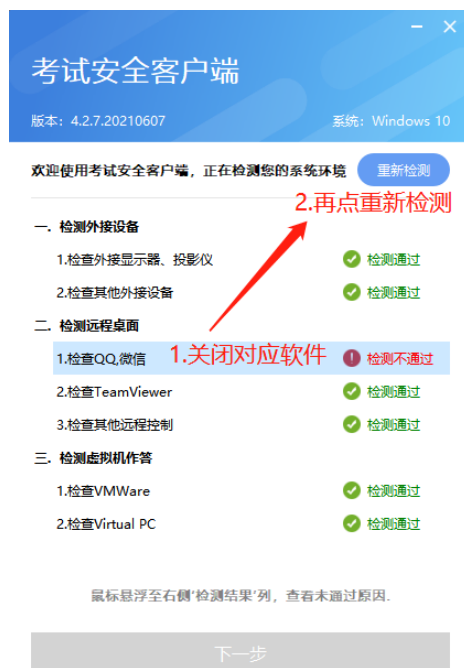 考试安全客户端
版本：4.2.7.20210607 系统：Windows 10
欢迎使用考试安全客户端，正在检测您的系统环境 重新检测
2.再点重新检测
一. 检测外接设备
1.检查外接显示器、投影仪 检测通过
2.检查其他外接设备 检测通过
二. 检测远程桌面
1.检查QQ,微信 1.关闭对应软件 检测不通过
2.检查TeamViewer 检测通过
3.检查其他远程控制 检测通过
三. 检测虚拟机作答
1.检查VMWare 检测通过
2.检查Virtual PC 检测通过
鼠标悬浮至右侧'检测结果'列，查看未通过原因.
下一步